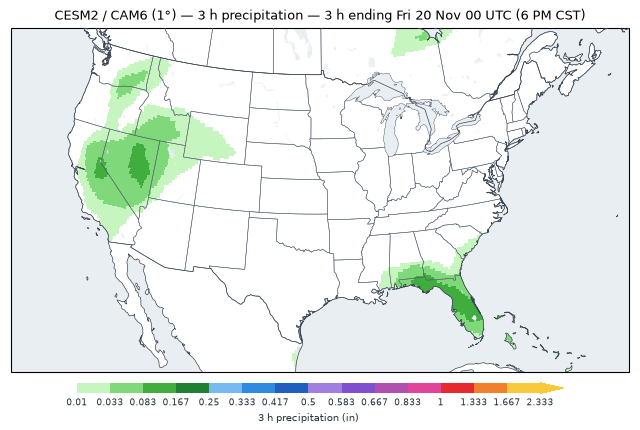 CESM2 / CAM6 (1°) — 3 h precipitation — 3 h ending Fri 20 Nov 00 UTC (6 PM CST)
0.01 0.033 0.083 0.167 0.25 0.333 0.417 0.5 0.583 0.667 0.833 1 1.333 1.667 2.333
3 h precipitation (in)